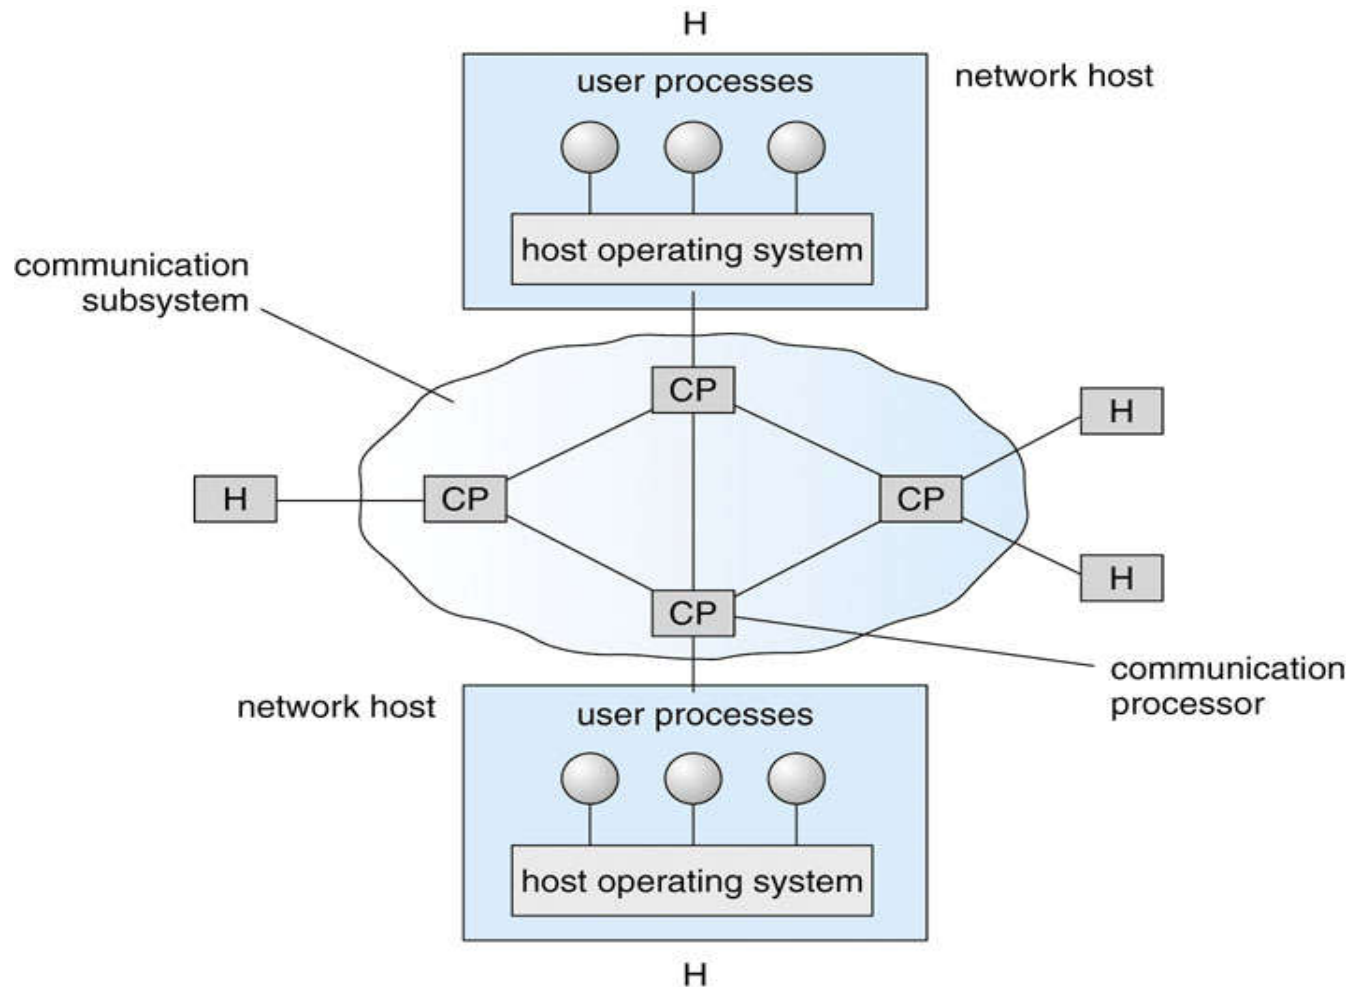 H
user processes
network host
host operating system
communication
subsystem
CP
H
H
CP
CP
H
CP
communication
processor
network host
user processes
host operating system
H